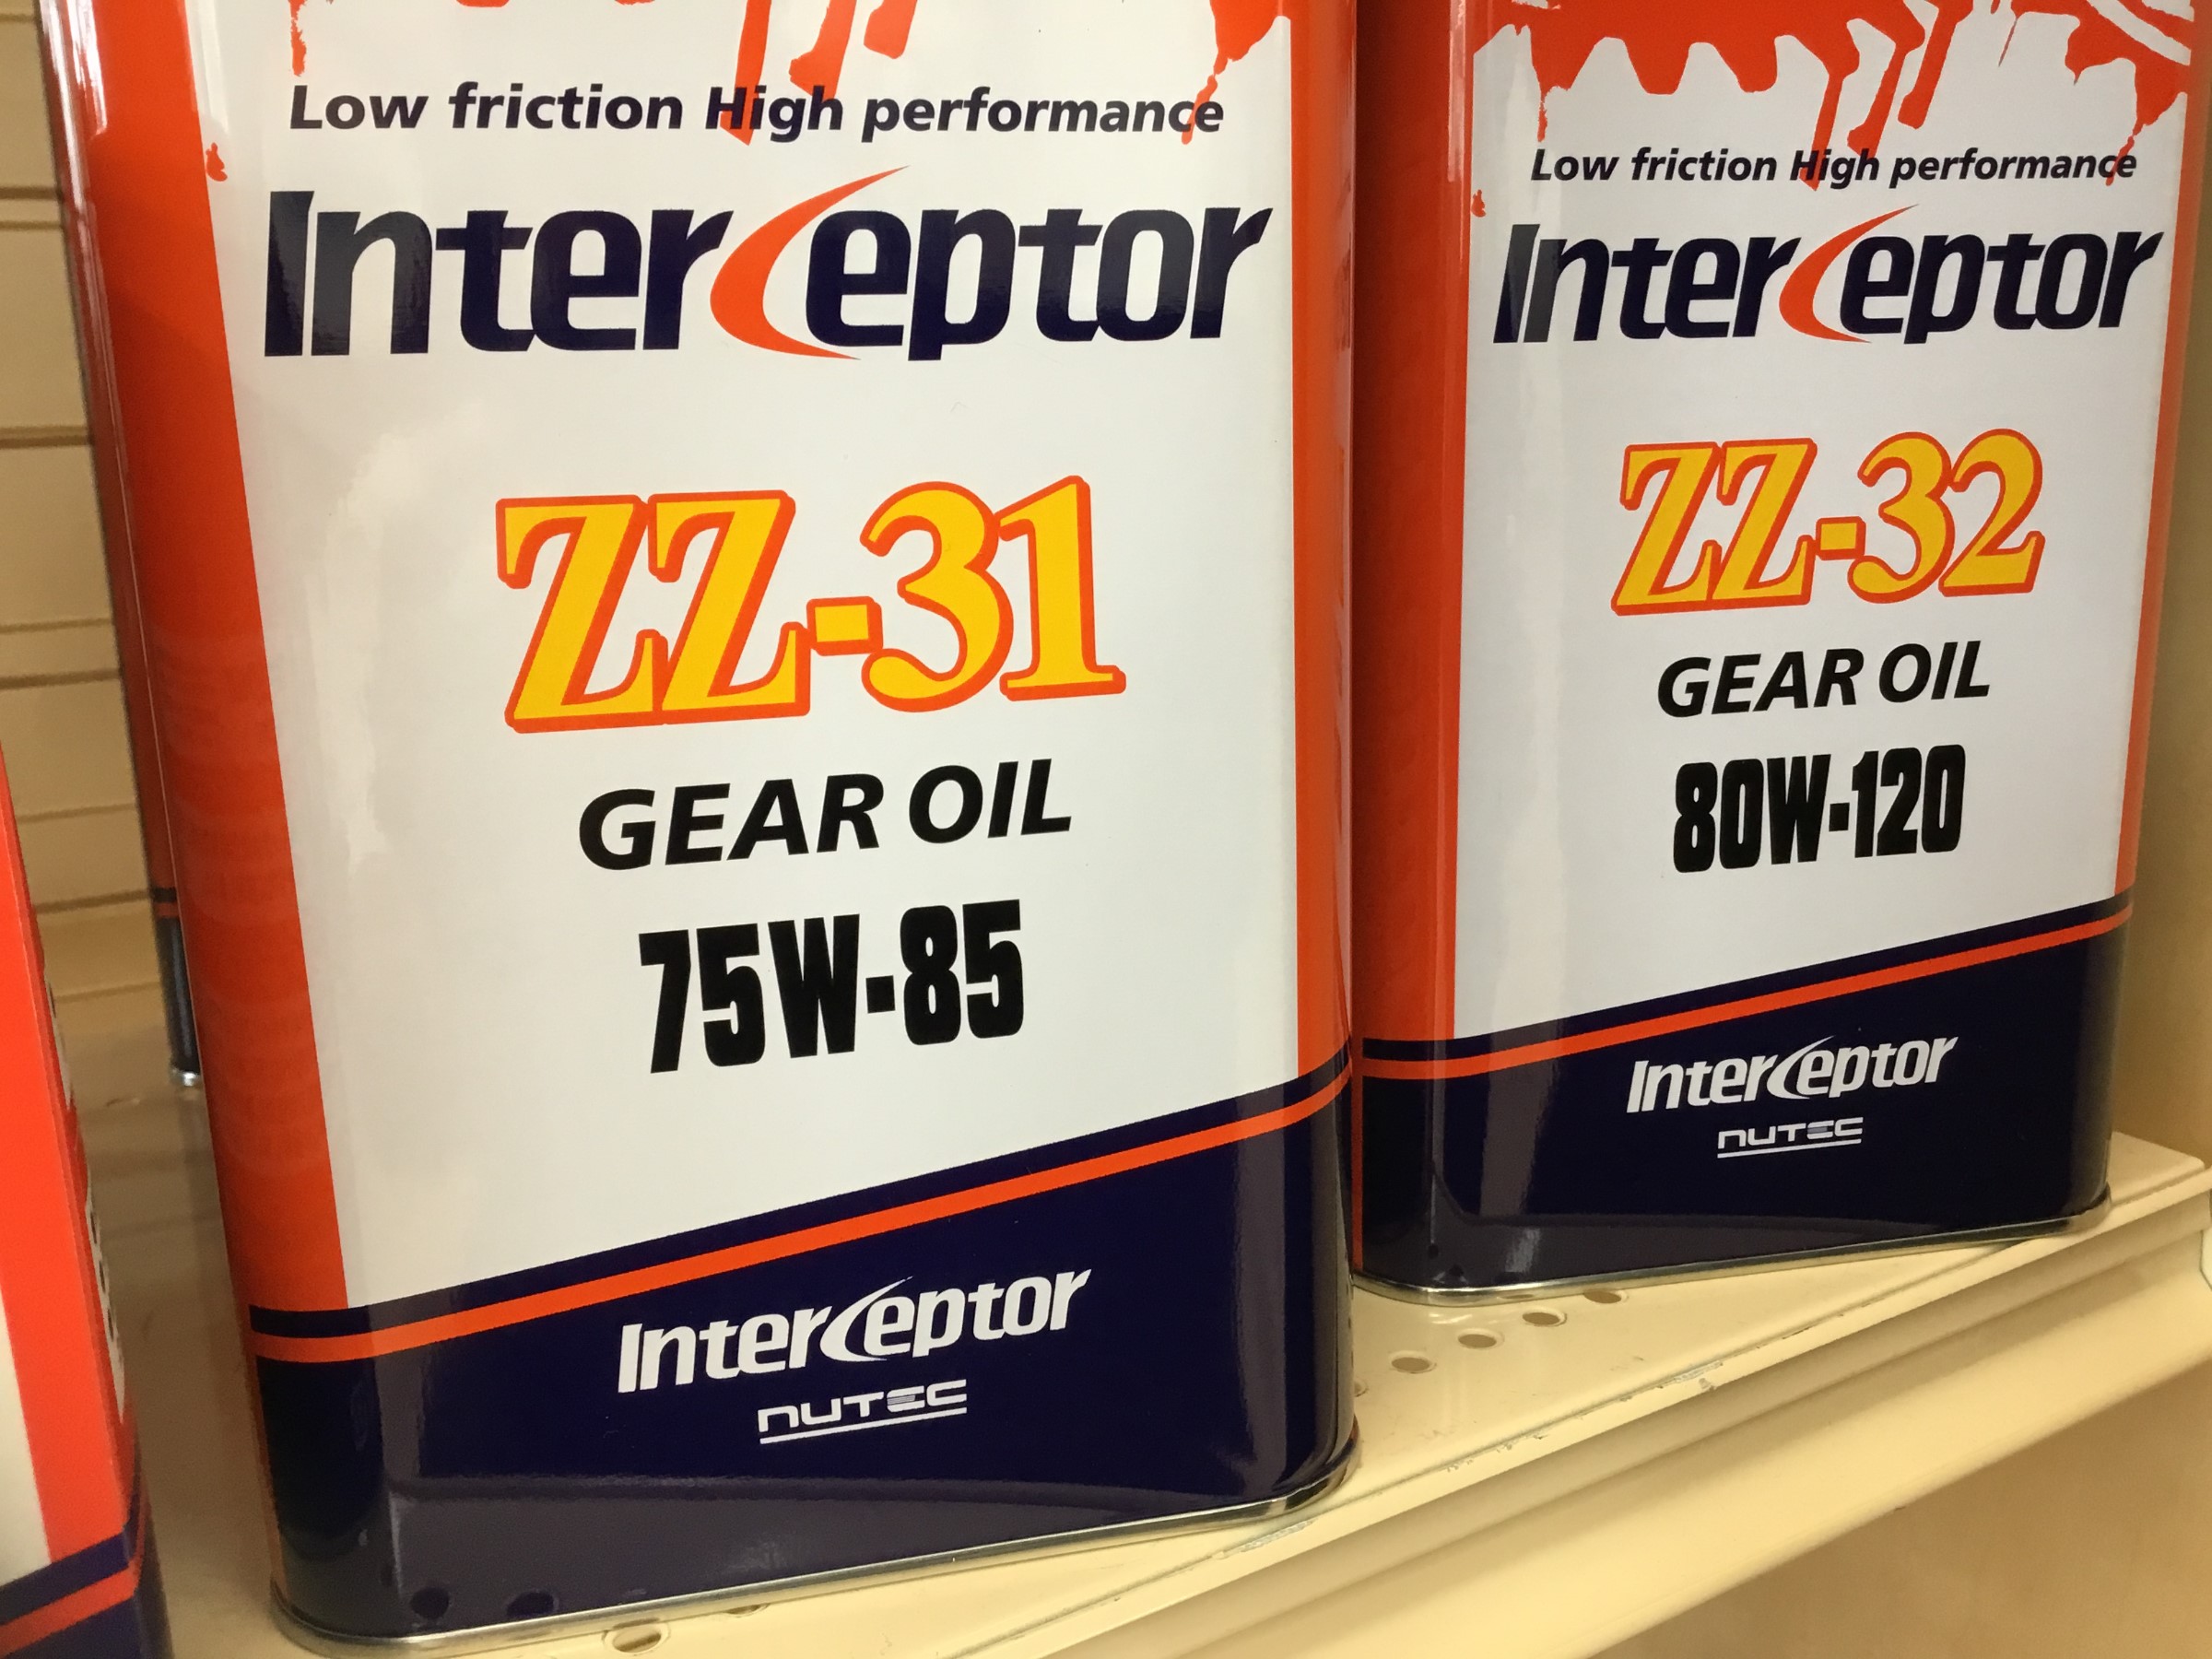 Low friction High performance
Interceptor
ZZ-31
GEAR OIL
75W-85
Interceptor
NUTEC
Low friction High performance
Interceptor
ZZ-32
GEAR OIL
80W-120
Interceptor
NUTEC